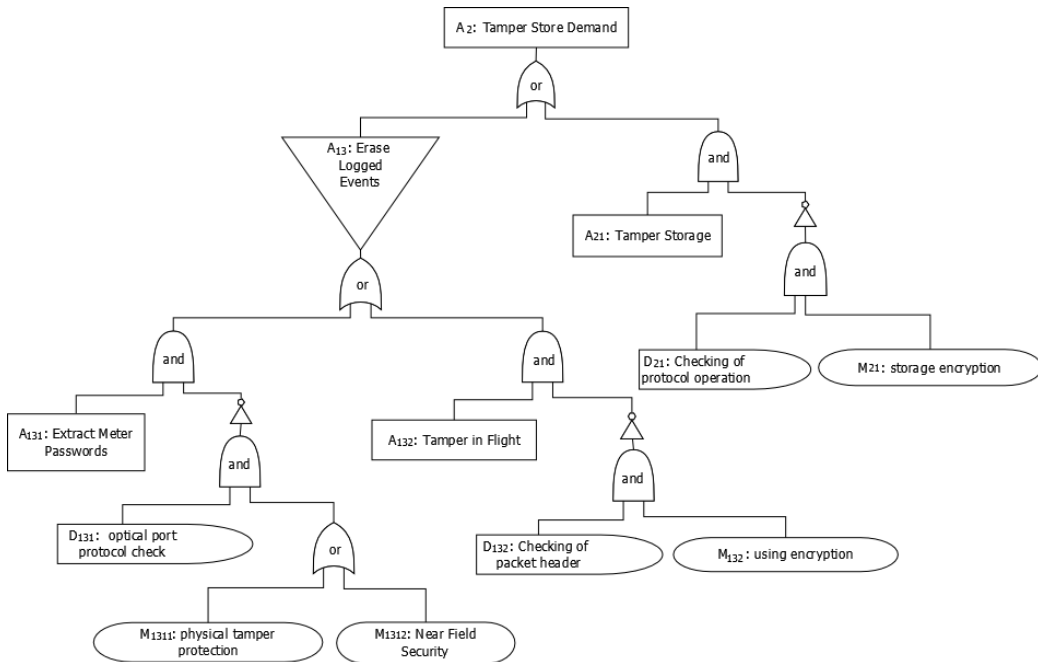 A2: Tamper Store Demand
or
A13: Erase
Logged
Events
and
A21: Tamper Storage
or
and
and
and
D21: Checking of
protocol operation
M21: storage encryption
A131: Extract Meter
Passwords
A132: Tamper in Flight
and
and
D131: optical port
protocol check
or
D132: Checking of
packet header
M132: using encryption
M1311: physical tamper
protection
M1312: Near Field
Security